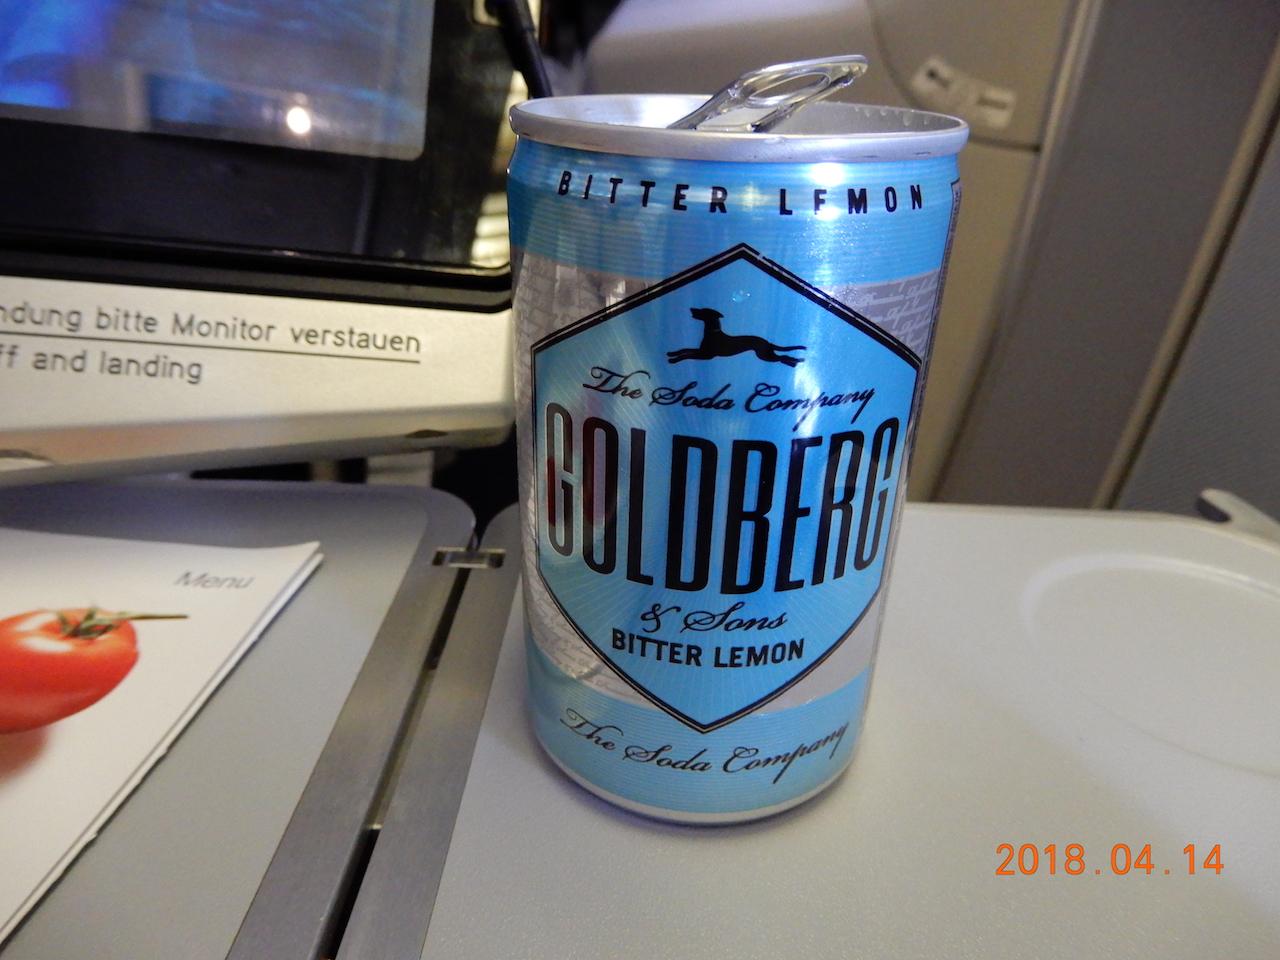 BITTER LEMON
The Soda Company
GOLDBERG
& Sons
BITTER LEMON
The Soda Company
ndung bitte Monitor verstauen
ff and landing
Menu
2018.04.14